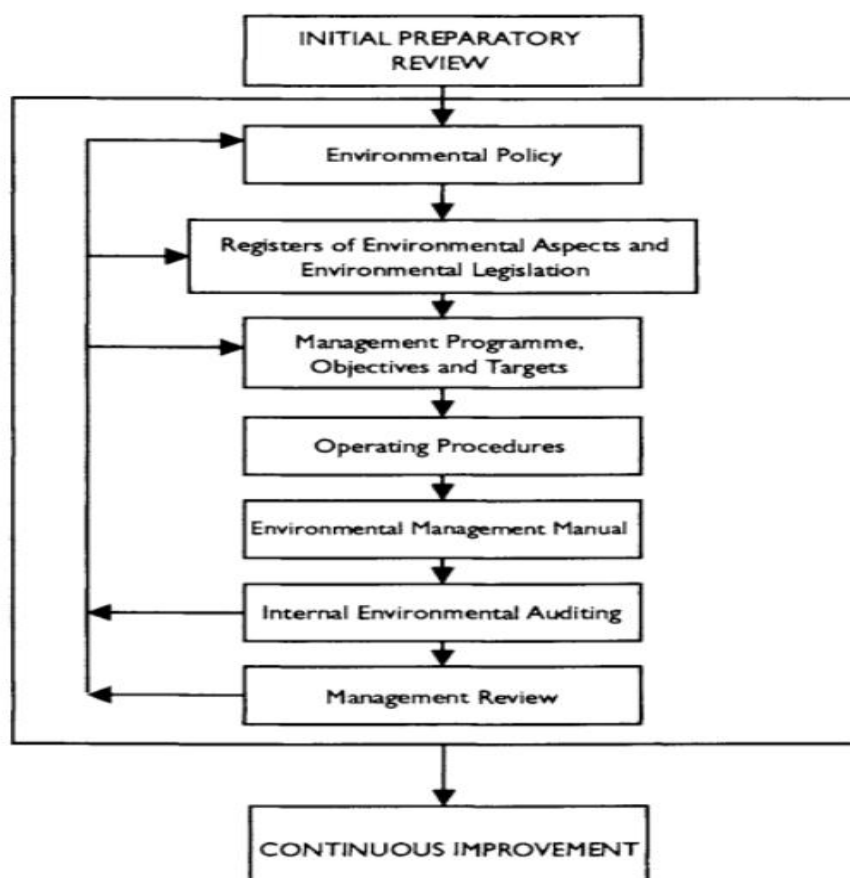 INITIAL PREPARATORY
REVIEW
Environmental Policy
Registers of Environmental Aspects and
Environmental Legislation
Management Programme,
Objectives and Targets
Operating Procedures
Environmental Management Manual
Internal Environmental Auditing
Management Review
CONTINUOUS IMPROVEMENT